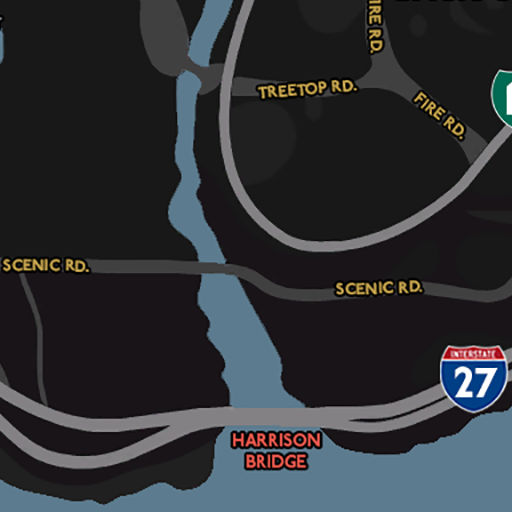 FIRE RD.
TREETOP RD.
FIRE RD.
SCENIC RD.
SCENIC RD.
INTERSTATE
27
HARRISON
BRIDGE